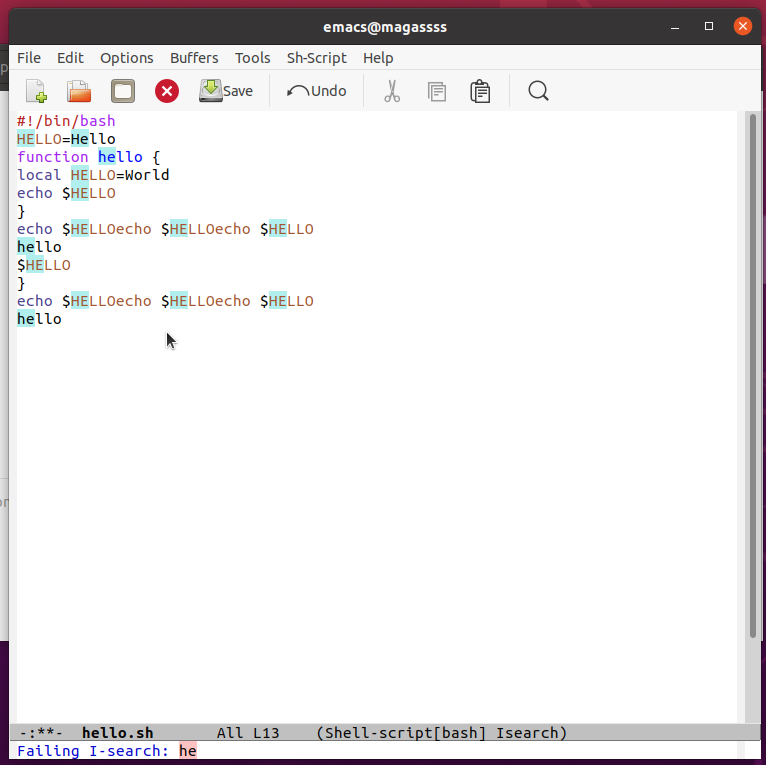 emacs@magassss
File Edit Options Buffers Tools Sh-Script Help
Save Undo
#!/bin/bash
HELLO=Hello
function hello {
local HELLO=World
echo $HELLO
}
echo $HELLOecho $HELLOecho $HELLO
hello
$HELLO
}
echo $HELLOecho $HELLOecho $HELLO
hello
-:**- hello.sh All L13 (Shell-script[bash] Isearch)
Failing I-search: he